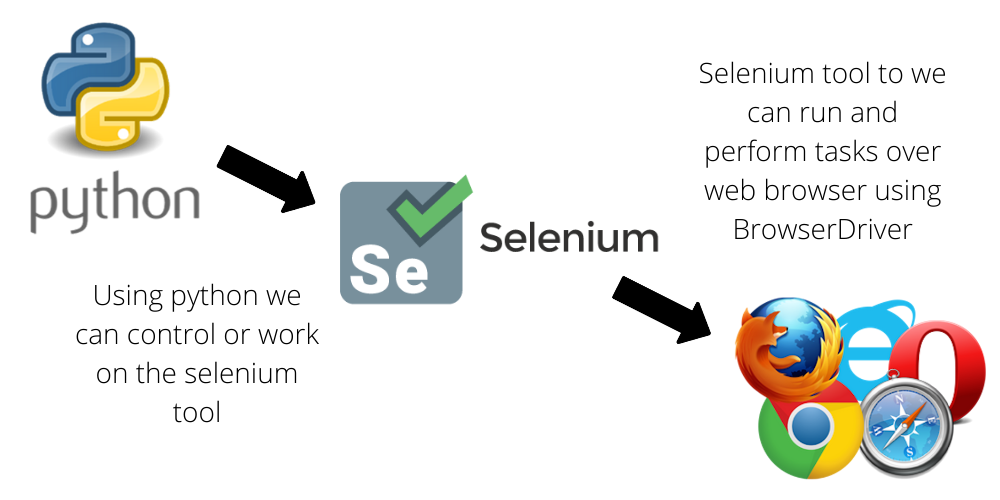 python
Using python we
can control or work
on the selenium
tool
Se
Selenium
Selenium tool to we
can run and
perform tasks over
web browser using
BrowserDriver
N
W
E
S